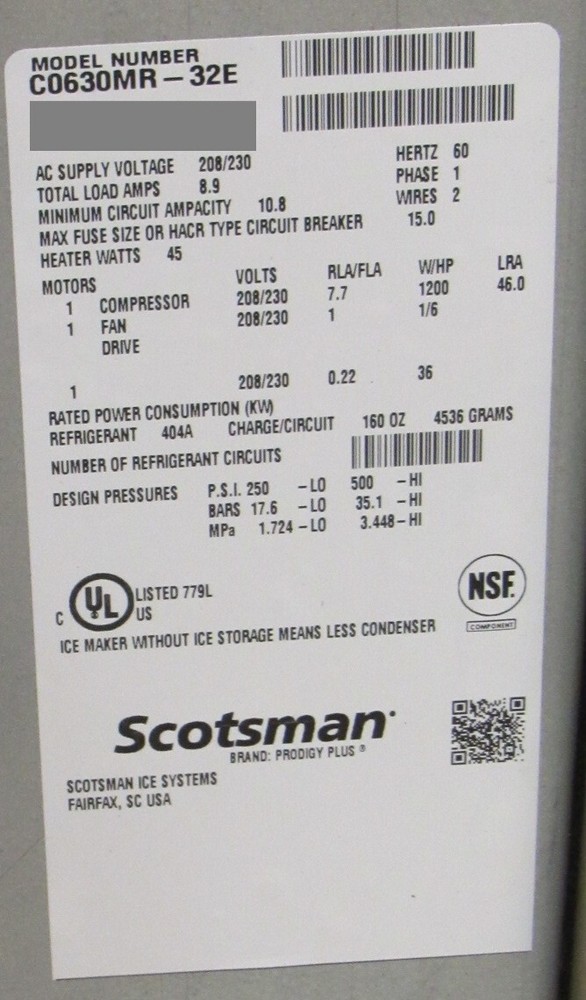 MODEL NUMBER
C0630MR-32E
AC SUPPLY VOLTAGE 208/230 HERTZ 60
TOTAL LOAD AMPS 8.9 PHASE 1
MINIMUM CIRCUIT AMPACITY 10.8 WIRES 2
MAX FUSE SIZE OR HACR TYPE CIRCUIT BREAKER 15.0
HEATER WATTS 45
MOTORS VOLTS RLA/FLA W/HP LRA
1 COMPRESSOR 208/230 7.7 1200 46.0
1 FAN 208/230 1 1/6
DRIVE
1 208/230 0.22 36
RATED POWER CONSUMPTION (KW)
REFRIGERANT 404A CHARGE/CIRCUIT 160 OZ 4536 GRAMS
NUMBER OF REFRIGERANT CIRCUITS
DESIGN PRESSURES P.S.I. 250 -LO 500 -HI
BARS 17.6 -LO 35.1 -HI
MPa 1.724 -LO 3.448-HI
C UL LISTED 779L
US
NSF.
COMPONENT
ICE MAKER WITHOUT ICE STORAGE MEANS LESS CONDENSER
Scotsman
BRAND: PRODIGY PLUS ®
SCOTSMAN ICE SYSTEMS
FAIRFAX, SC USA